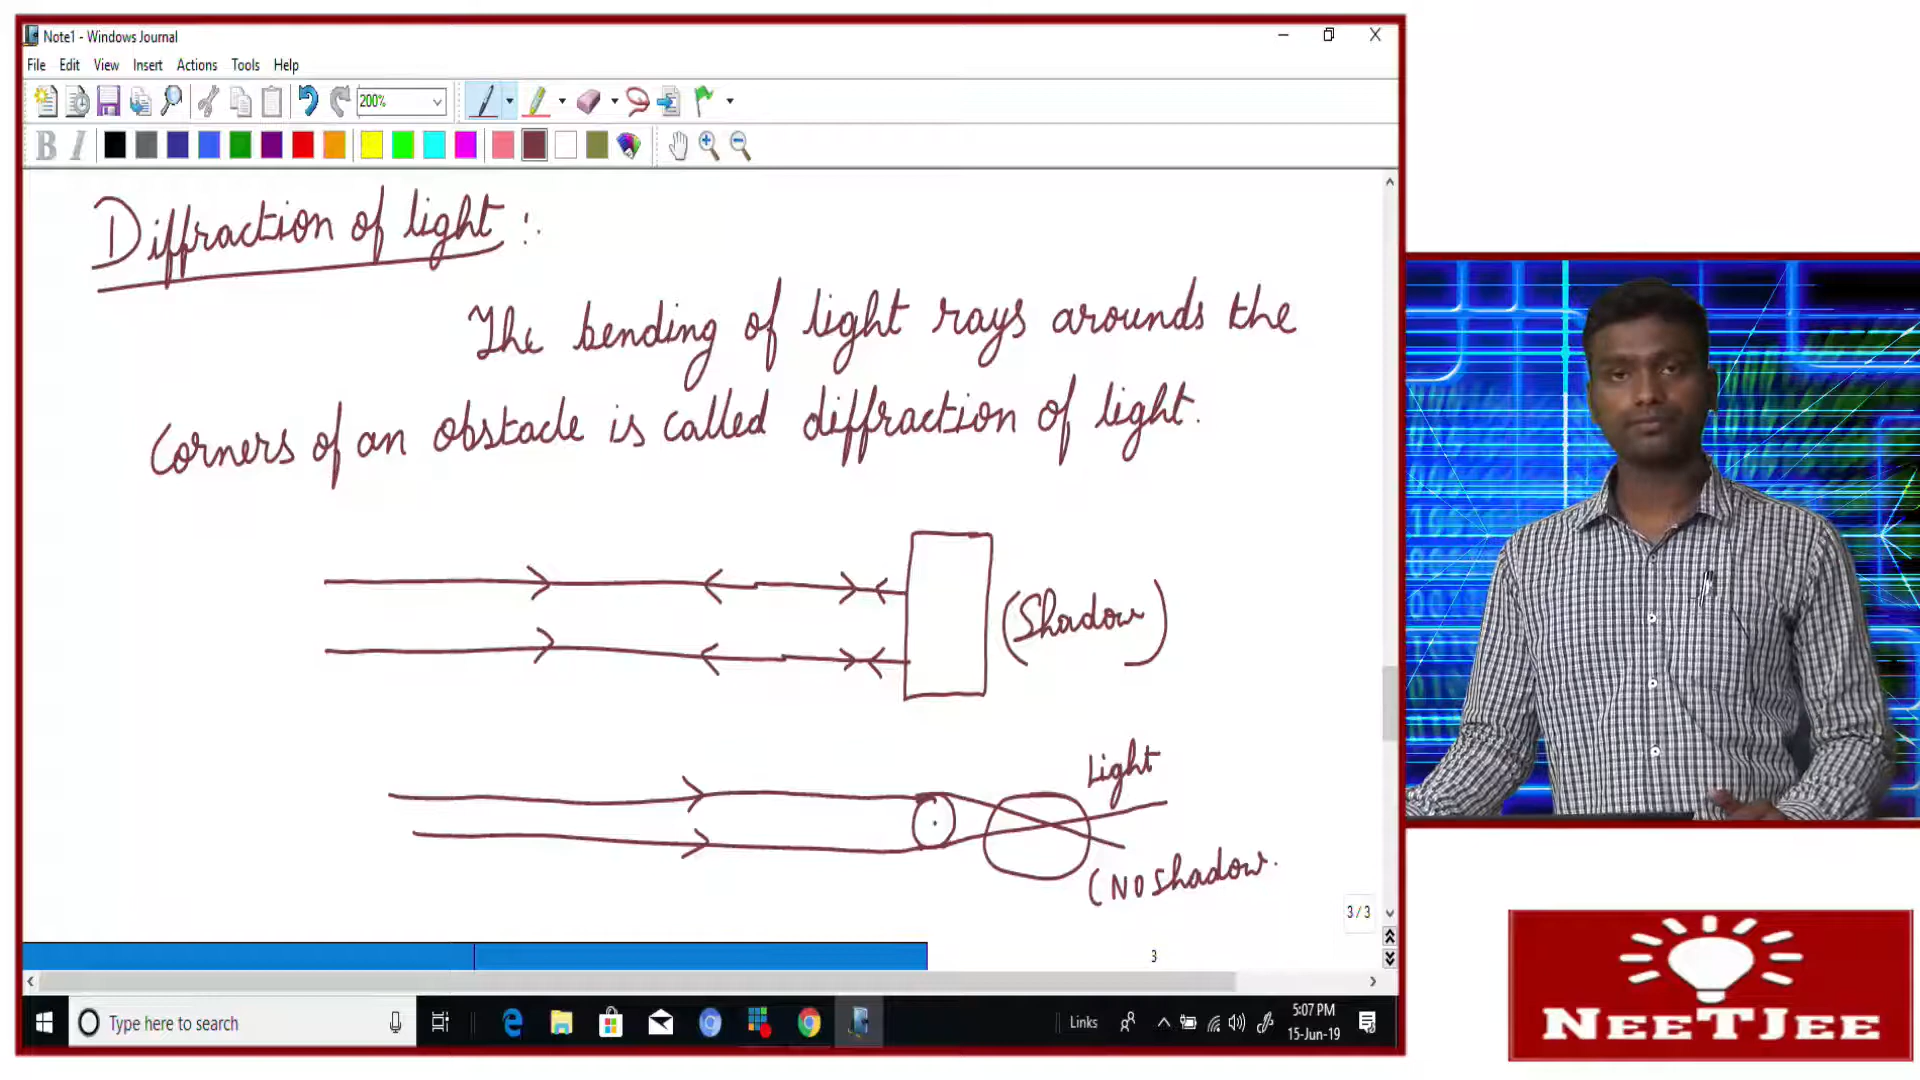 Note1 - Windows Journal
File Edit View Insert Actions Tools Help
200%
B I
Diffraction of light :
The bending of light rays arounds the
corners of an obstacle is called diffraction of light.
(Shadow)
Light
(No shadow.
3 / 3
3
Type here to search
Links
5:07 PM
15-Jun-19
NEETJEE